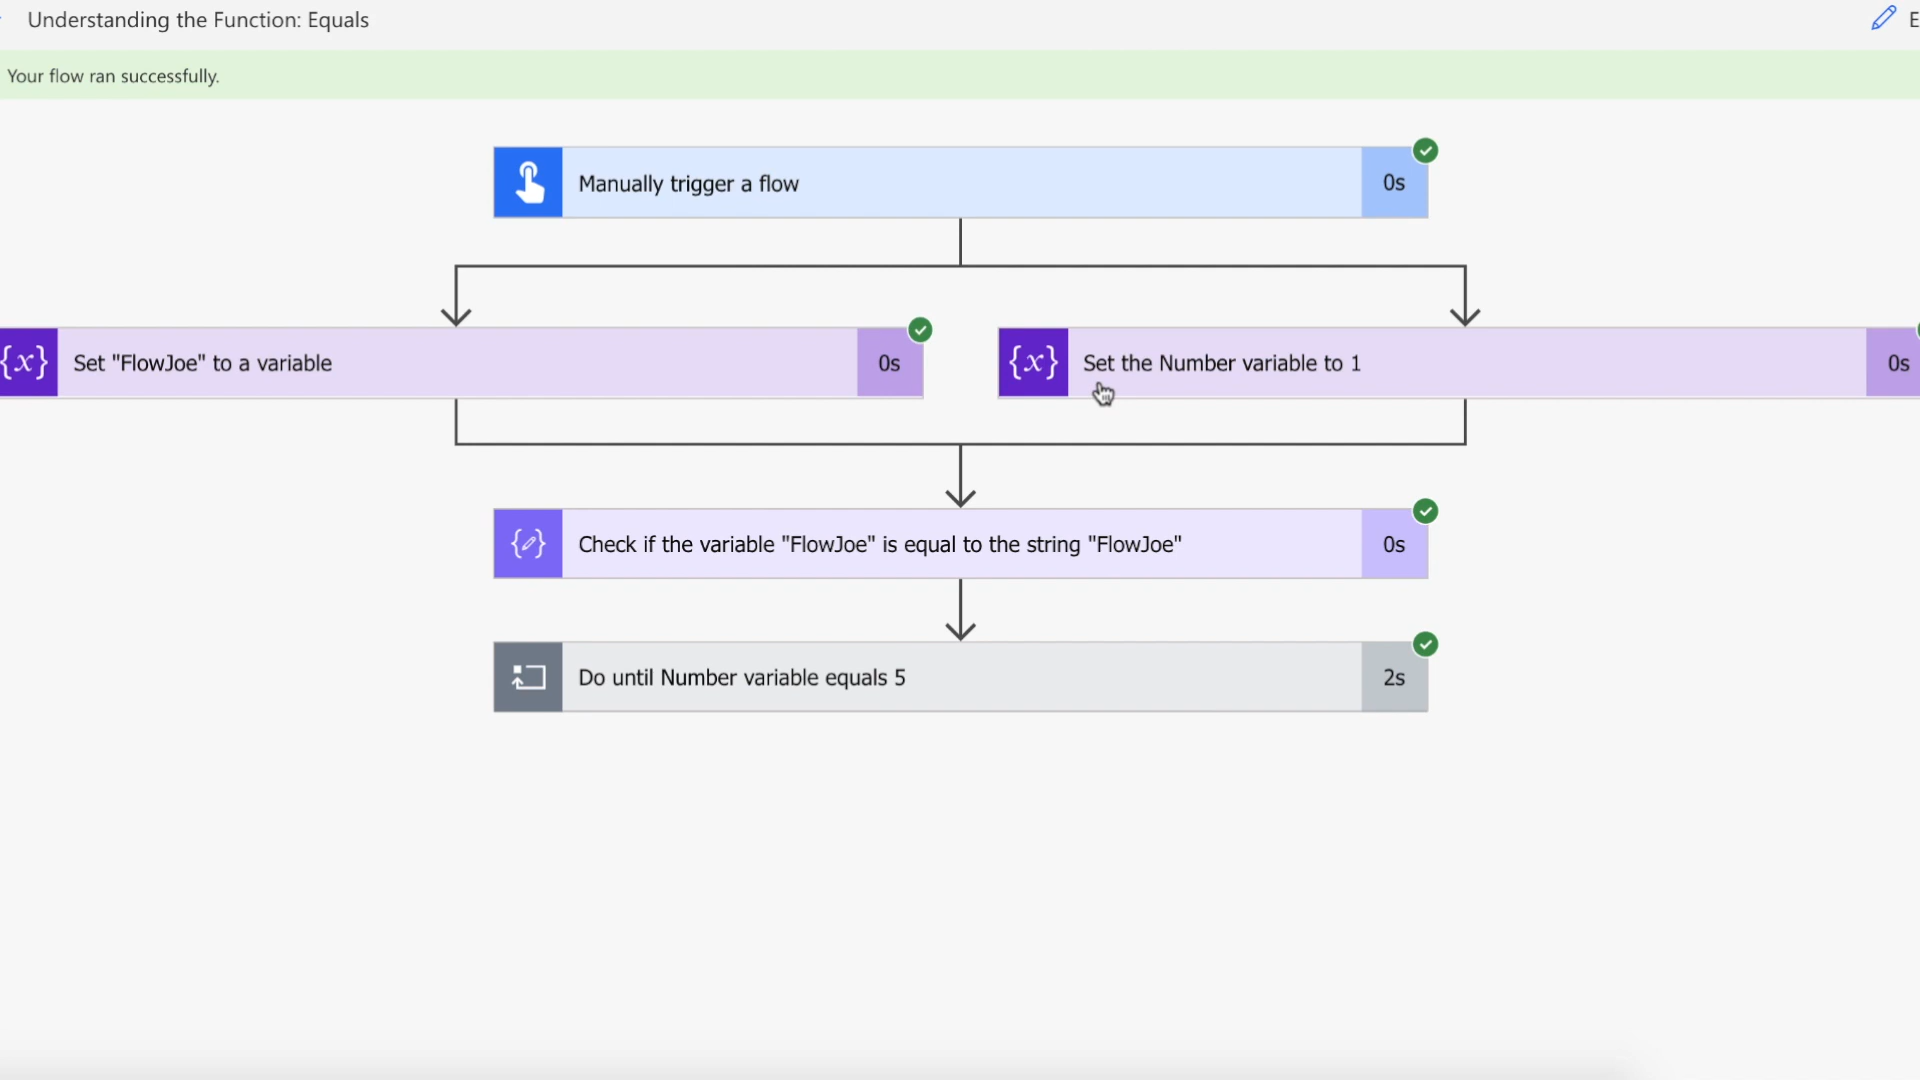 Understanding the Function: Equals
E
Your flow ran successfully.
Manually trigger a flow
0s
{x}
Set "FlowJoe" to a variable
0s
{x}
Set the Number variable to 1
0s
Check if the variable "FlowJoe" is equal to the string "FlowJoe"
0s
Do until Number variable equals 5
2s